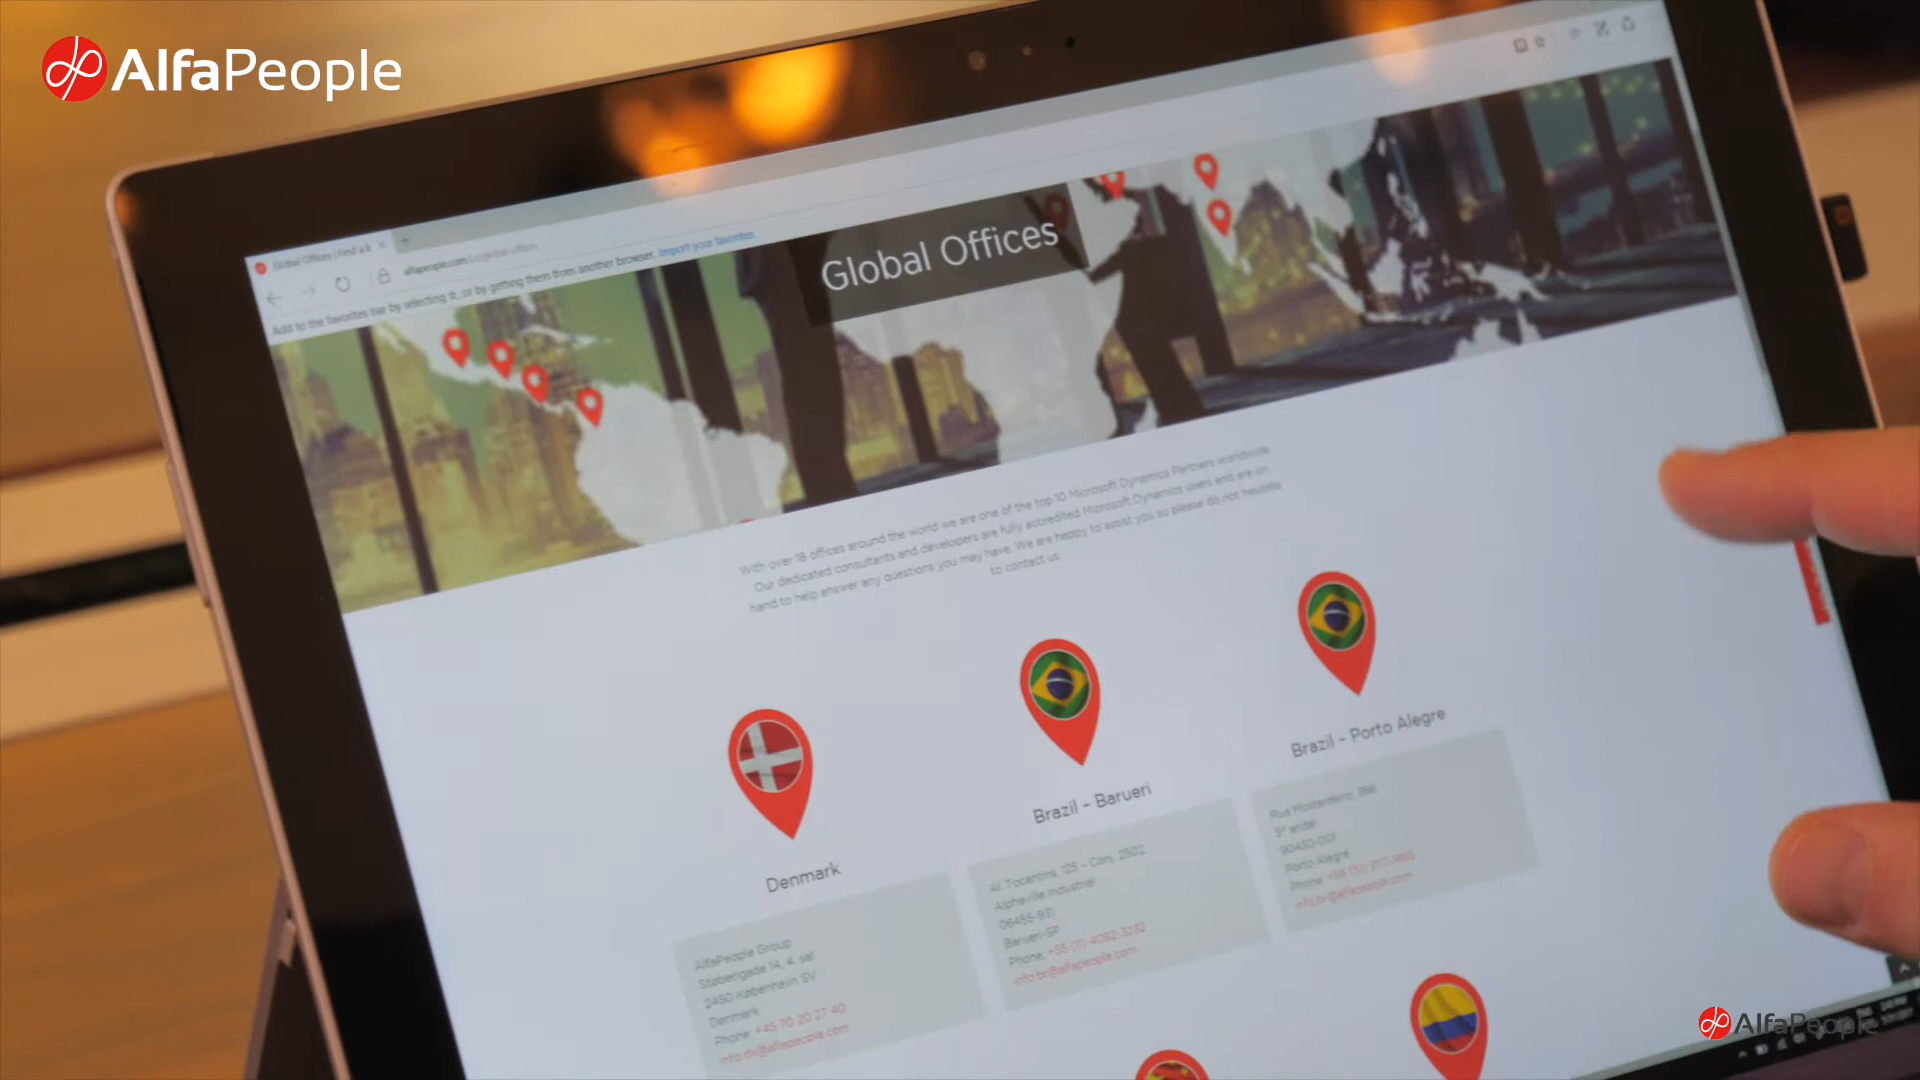 AlfaPeople
Global Offices | Find a
alfapeople.com/us/global-offices
Add to the favorites bar by selecting ☆, or by getting them from another browser. Import your favorites
Global Offices
With over 18 offices around the world we are one of the top 10 Microsoft Dynamics Partners worldwide.
Our dedicated consultants and developers are fully accredited Microsoft Dynamics users and are on
hand to help answer any questions you may have. We are happy to assist you so please do not hesitate
to contact us
Denmark
AlfaPeople Group
Støberigade 14, 4. sal
2450 København SV
Denmark
Phone: +45 70 20 27 40
info.dk@alfapeople.com
Brazil - Barueri
Al. Tocantins, 125 - Conj. 2502
Alphaville Industrial
06455-931
Barueri-SP
Phone: +55 (11) 4082-3232
info.br@alfapeople.com
Brazil - Porto Alegre
Rua Mostardeiro, 366
5º andar
90430-001
Porto Alegre
Phone: +55 (51)
info.br@alfapeople.com
AlfaPeople